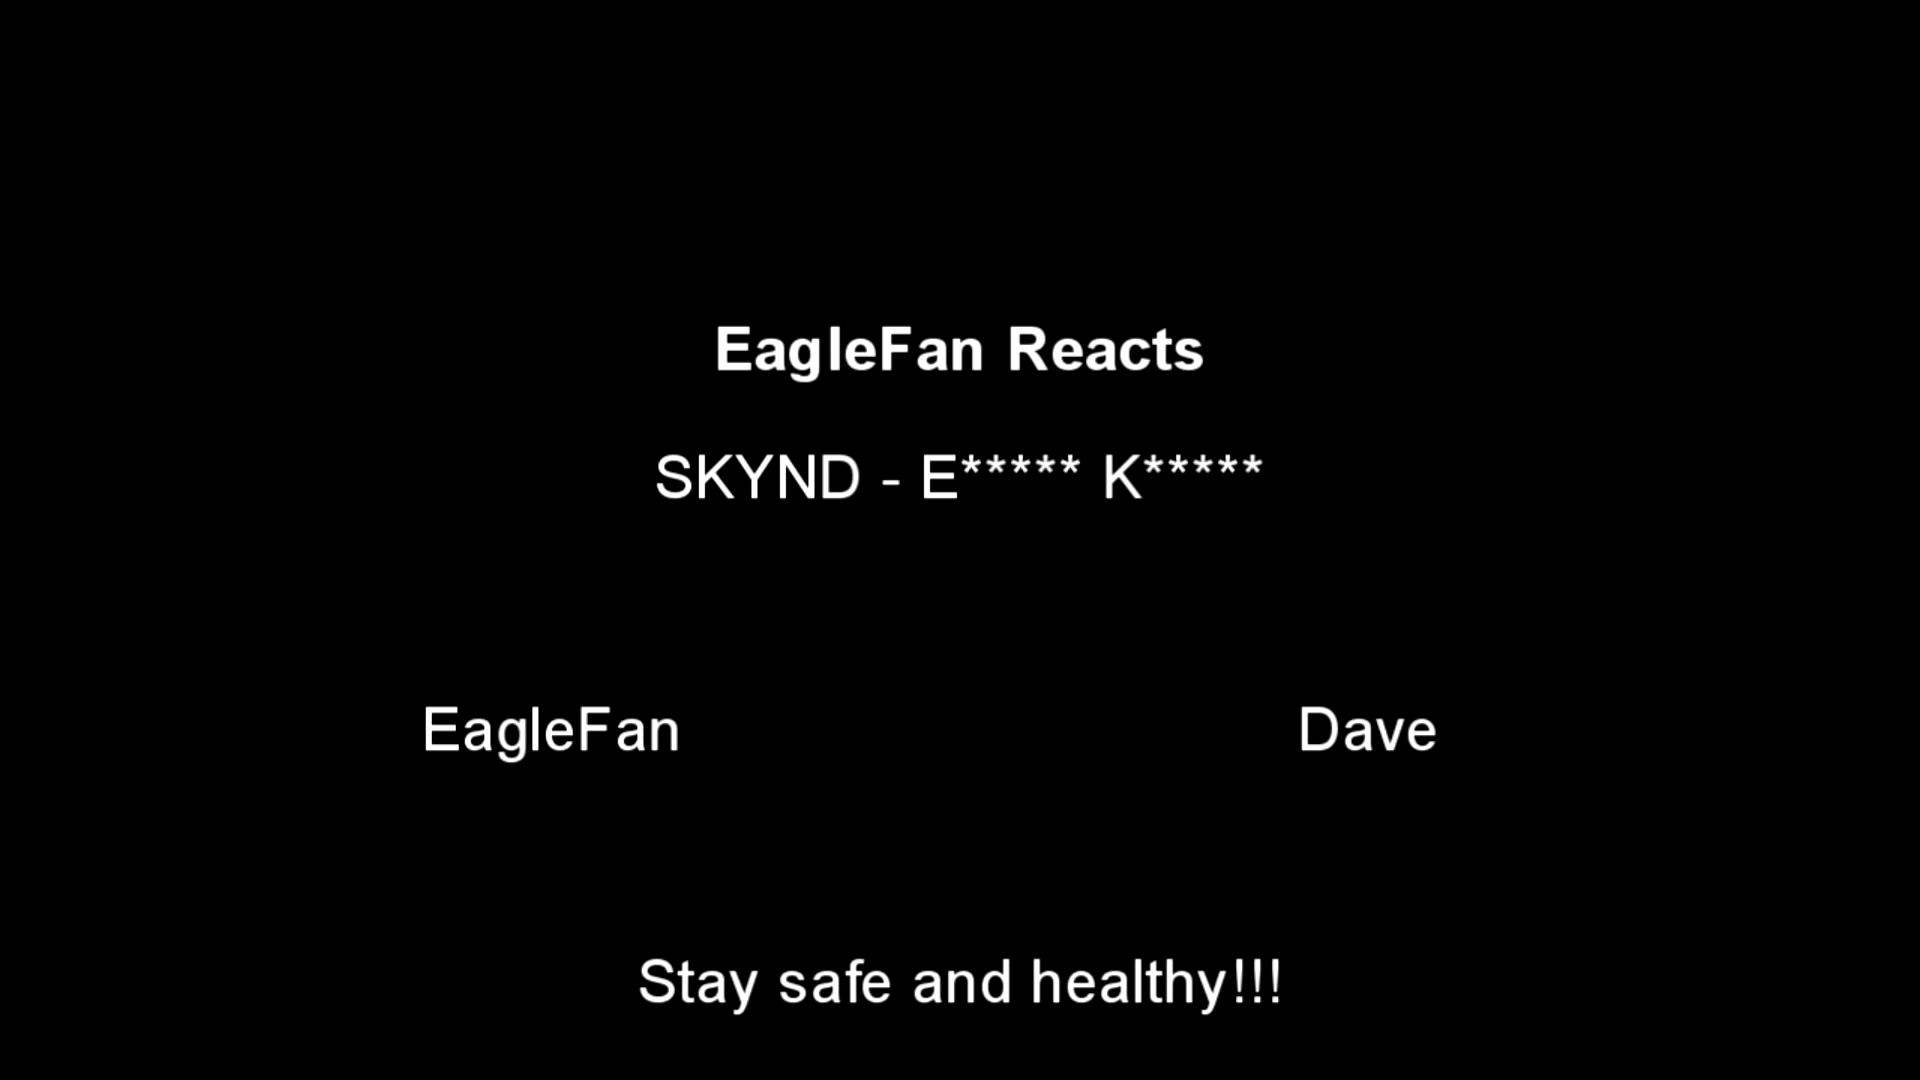 EagleFan Reacts
SKYND - E***** K*****
EagleFan Dave
Stay safe and healthy!!!